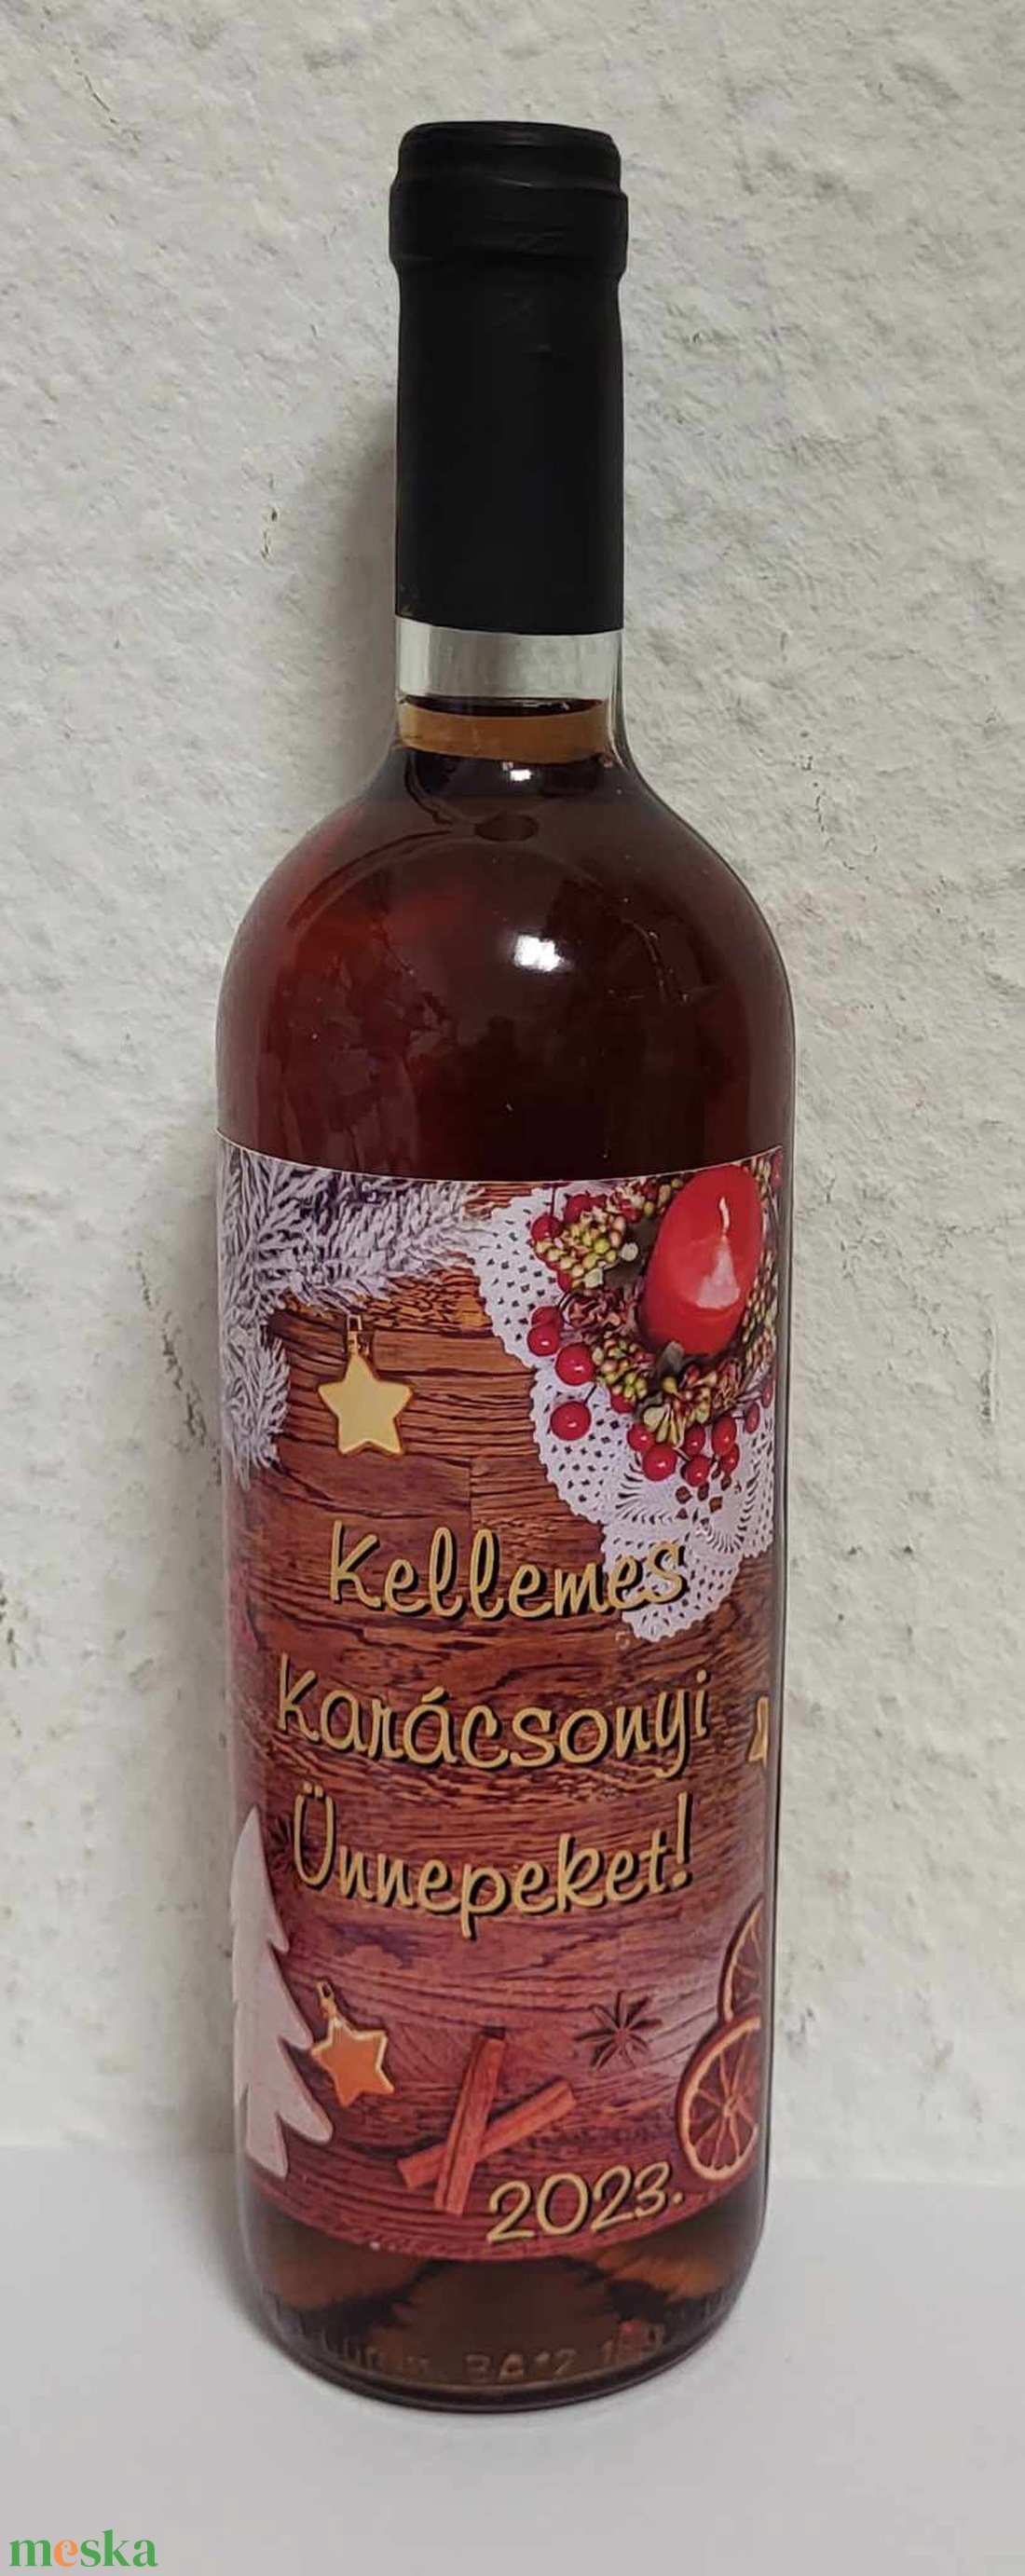 Kellemes
Karácsonyi
Ünnepeket!
2023.
meska